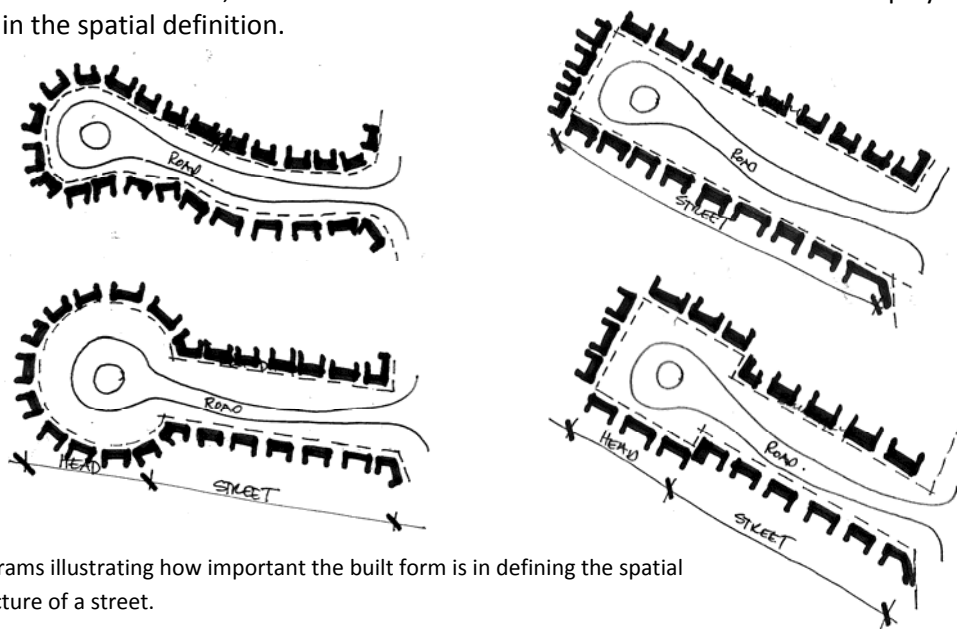 in the spatial definition.
ROAD
ROAD
STREET
ROAD
HEAD
STREET
ROAD.
HEAD
STREET
rams illustrating how important the built form is in defining the spatial
cture of a street.